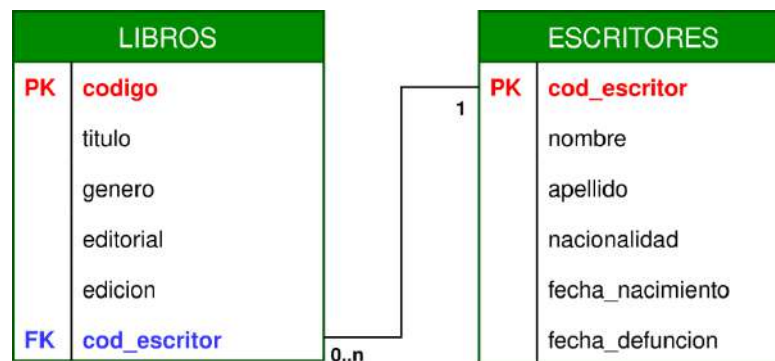 LIBROS
PK codigo
titulo
genero
editorial
edicion
FK cod_escritor
0..n
1
ESCRITORES
PK cod_escritor
nombre
apellido
nacionalidad
fecha_nacimiento
fecha_defuncion